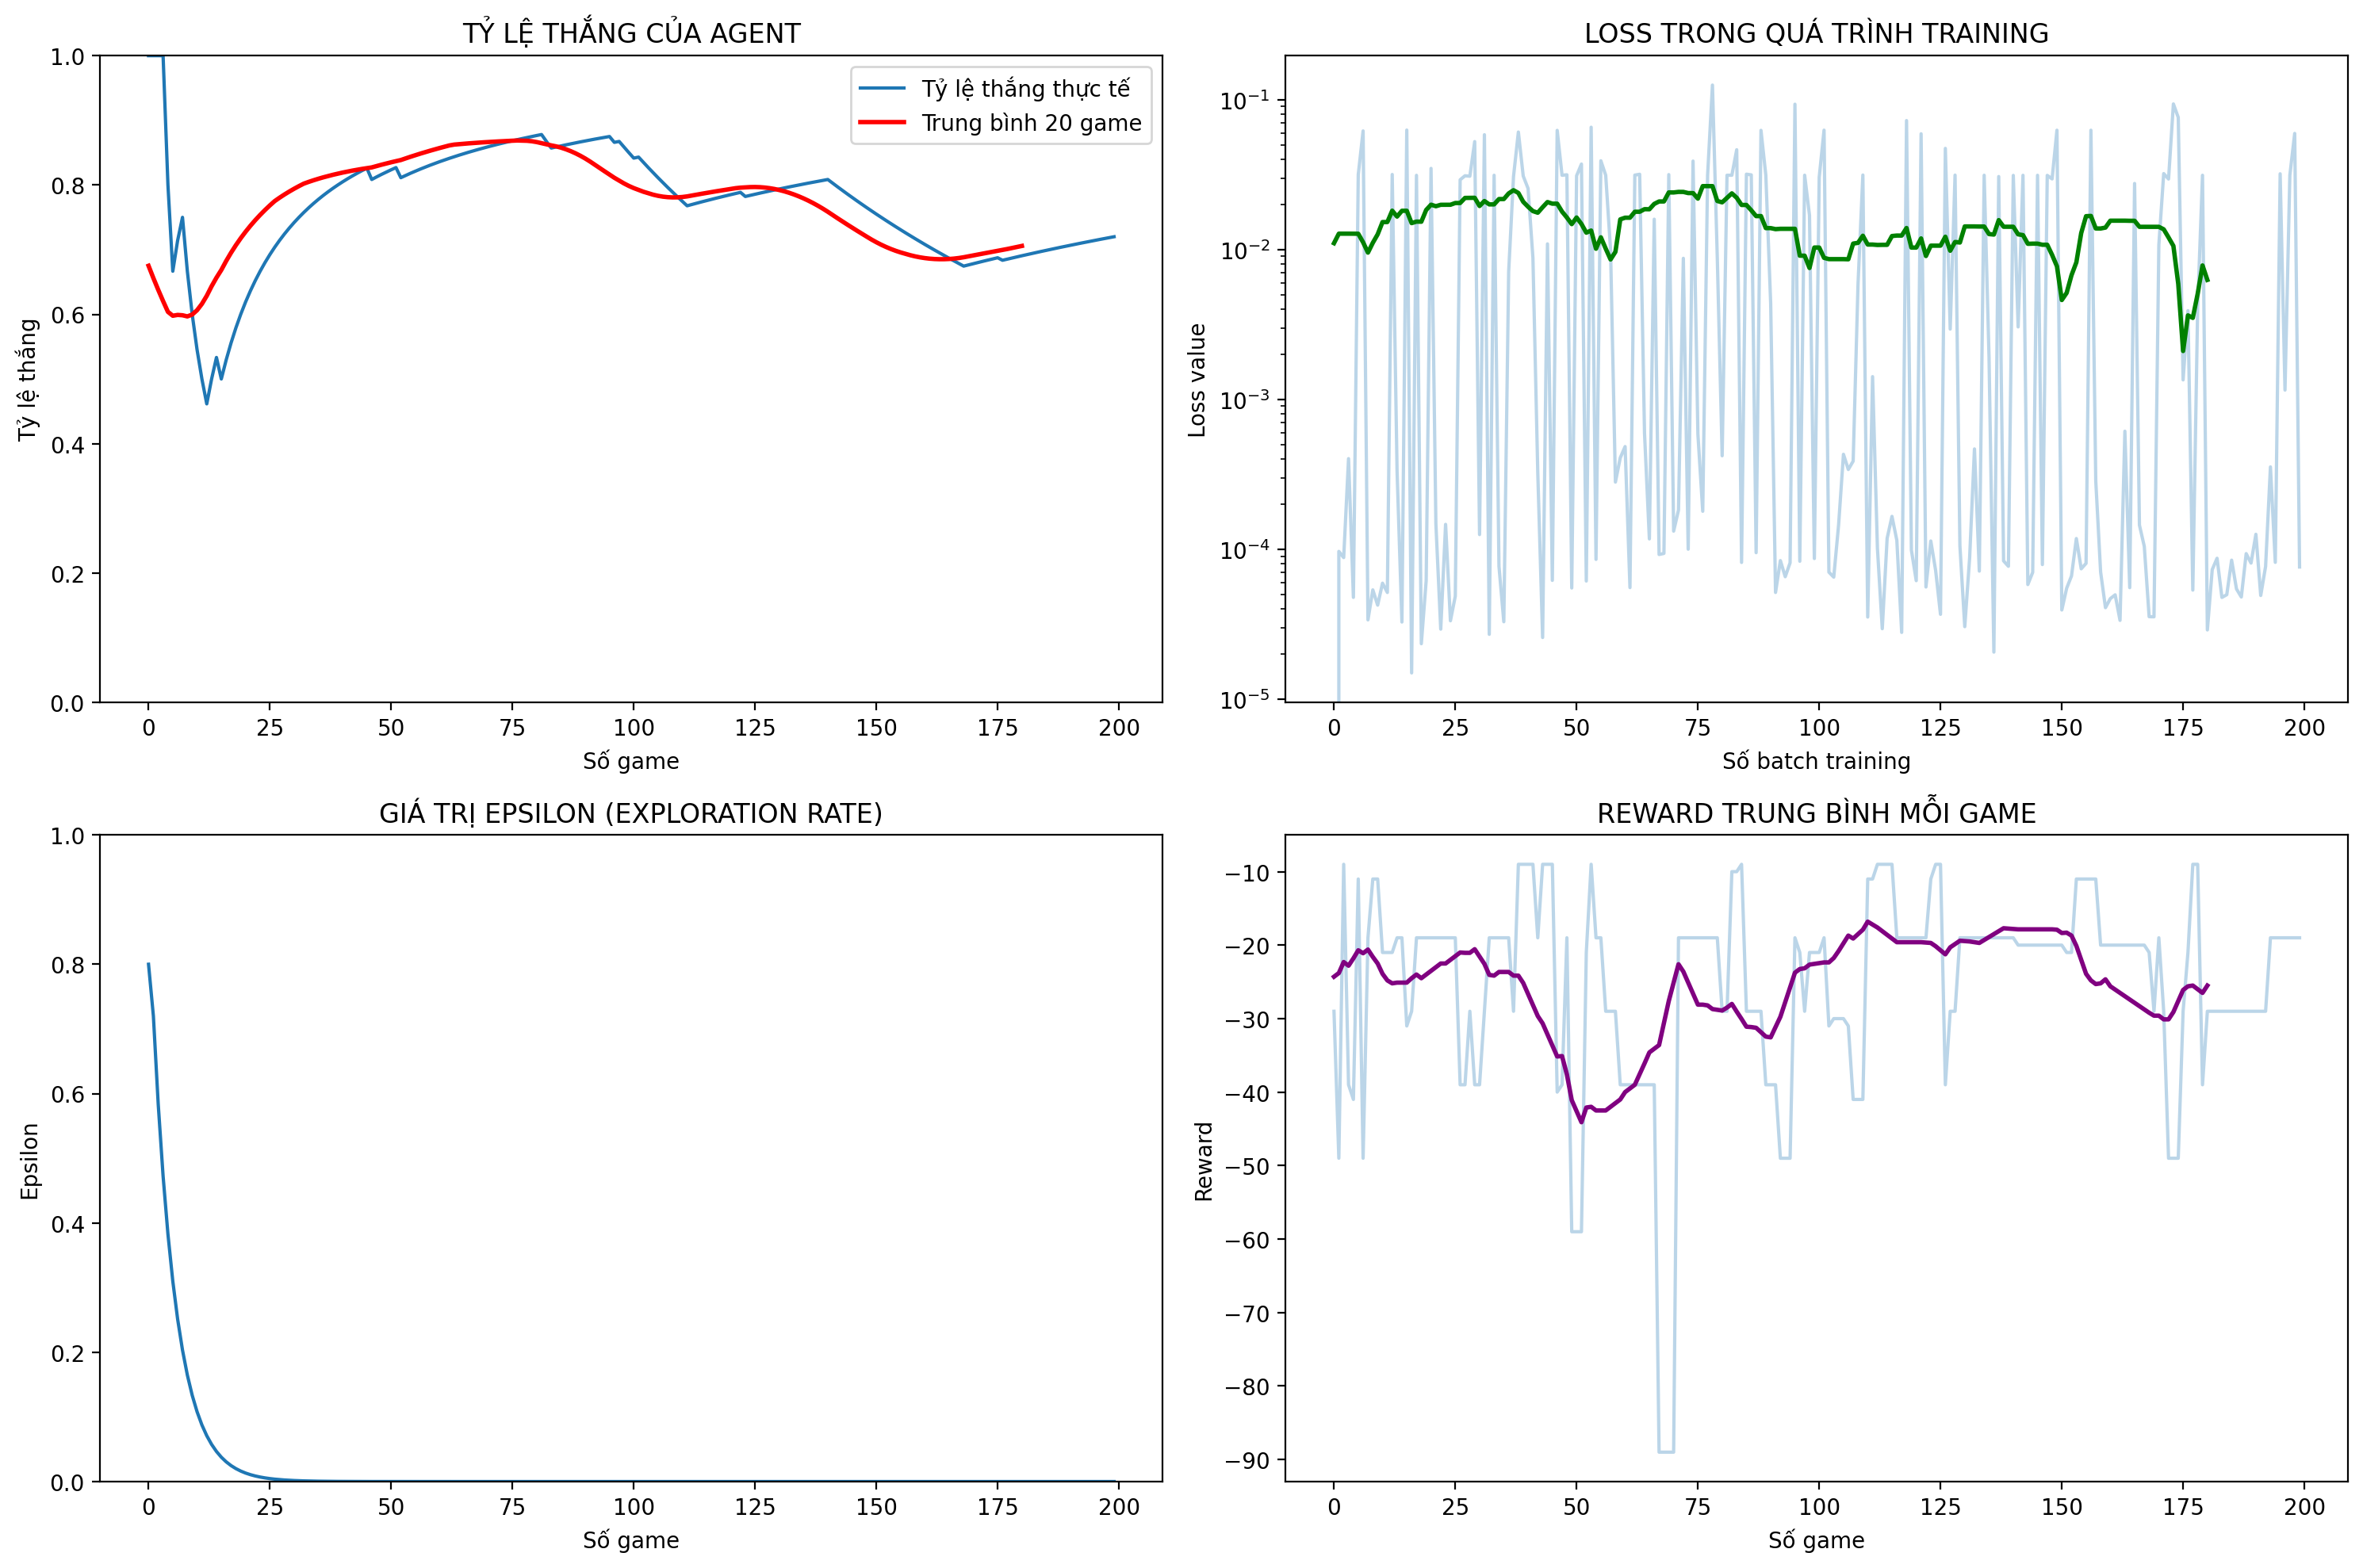 TỶ LỆ THẮNG CỦA AGENT
1.0
0.8
0.6
0.4
0.2
0.0
Tỷ lệ thắng
Tỷ lệ thắng thực tế
Trung bình 20 game
0 25 50 75 100 125 150 175 200
Số game
LOSS TRONG QUÁ TRÌNH TRAINING
10⁻¹
10⁻²
10⁻³
10⁻⁴
10⁻⁵
Loss value
0 25 50 75 100 125 150 175 200
Số batch training
GIÁ TRỊ EPSILON (EXPLORATION RATE)
1.0
0.8
0.6
0.4
0.2
0.0
Epsilon
0 25 50 75 100 125 150 175 200
Số game
REWARD TRUNG BÌNH MỖI GAME
−10
−20
−30
−40
−50
−60
−70
−80
−90
Reward
0 25 50 75 100 125 150 175 200
Số game